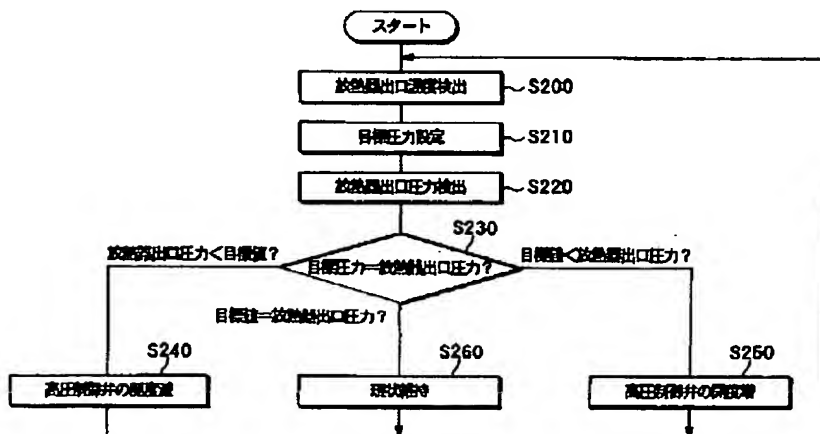 スタート
放熱器出口温度検出
S200
目標圧力設定
S210
放熱器出口圧力検出
S220
S230
放熱器出口圧力<目標値?
目標圧力=放熱器出口圧力?
目標値<放熱器出口圧力?
目標値=放熱器出口圧力?
S240
高圧制御弁の開度減
S260
現状維持
S250
高圧制御弁の開度増